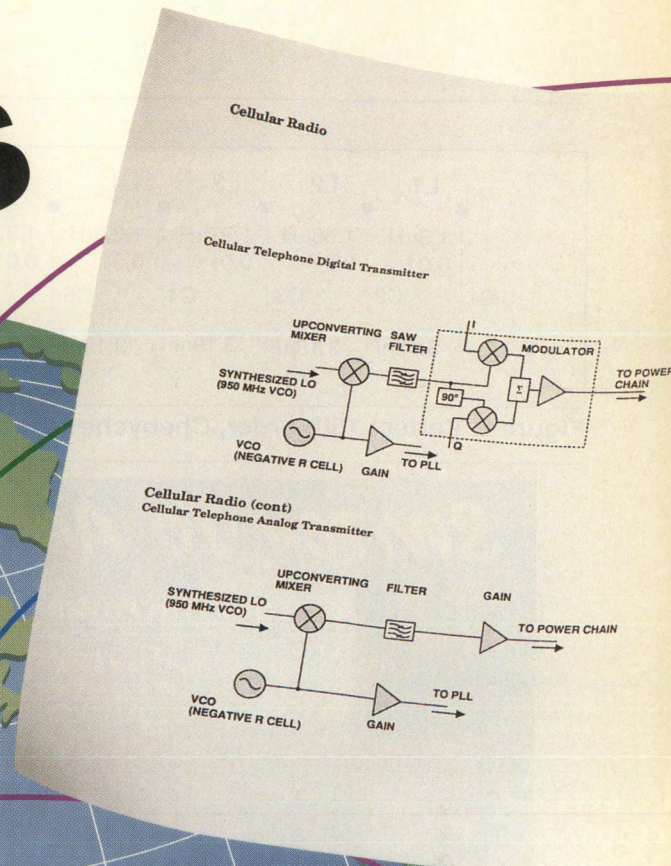 S
Cellular Radio
Cellular Telephone Digital Transmitter
UPCONVERTING
MIXER
SAW
FILTER
I
MODULATOR
SYNTHESIZED LO
(950 MHz VCO)
90°
Σ
TO POWER
CHAIN
VCO
(NEGATIVE R CELL)
GAIN
TO PLL
Q
Cellular Radio (cont)
Cellular Telephone Analog Transmitter
UPCONVERTING
MIXER
FILTER
GAIN
SYNTHESIZED LO
(950 MHz VCO)
TO POWER CHAIN
VCO
(NEGATIVE R CELL)
GAIN
TO PLL